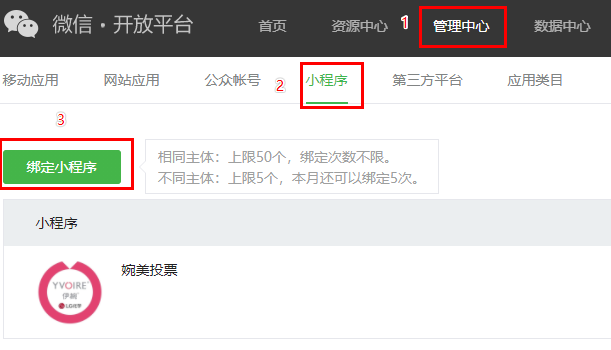 微信・开放平台
首页 资源中心 1 管理中心 数据中心
移动应用 网站应用 公众帐号 2 小程序 第三方平台 应用类目
3
绑定小程序
相同主体：上限50个，绑定次数不限。
不同主体：上限5个，本月还可以绑定5次。
小程序
婉美投票
YVOIRE
伊婉
LG化学